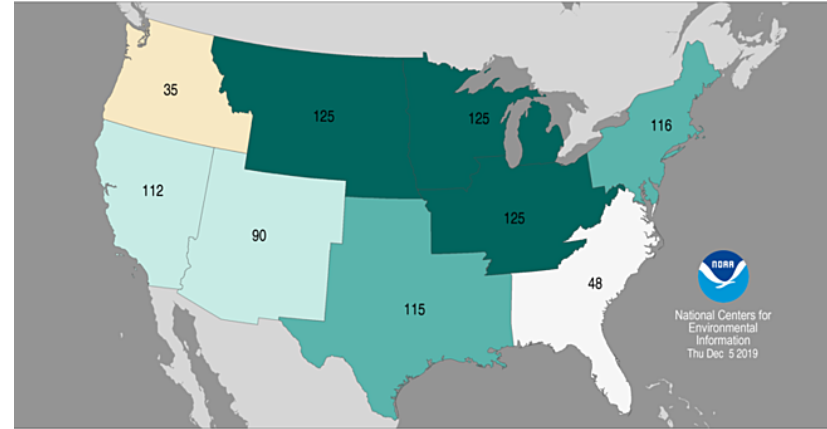 35
125
125
116
112
90
125
48
115
NOAA
National Centers for
Environmental
Information
Thu Dec 5 2019